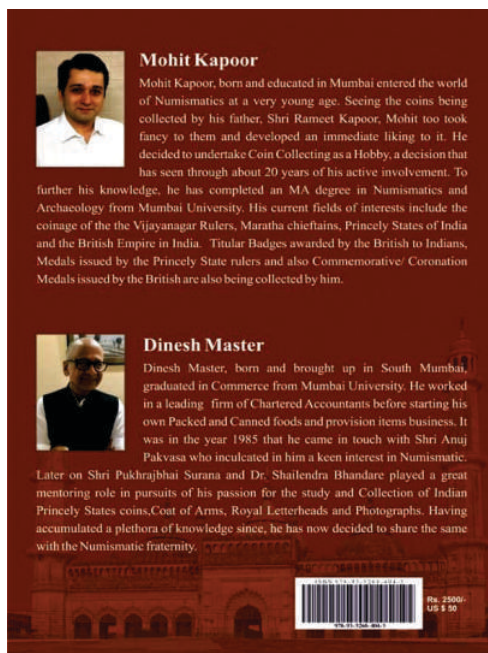 Mohit Kapoor
Mohit Kapoor, born and educated in Mumbai entered the world
of Numismatics at a very young age. Seeing the coins being
collected by his father, Shri Rameet Kapoor, Mohit too took
fancy to them and developed an immediate liking to it. He
decided to undertake Coin Collecting as a Hobby, a decision that
has seen through about 20 years of his active involvement. To
further his knowledge, he has completed an MA degree in Numismatics and
Archaeology from Mumbai University. His current fields of interests include the
coinage of the the Vijayanagar Rulers, Maratha chieftains, Princely States of India
and the British Empire in India. Titular Badges awarded by the British to Indians,
Medals issued by the Princely State rulers and also Commemorative/ Coronation
Medals issued by the British are also being collected by him.
Dinesh Master
Dinesh Master, born and brought up in South Mumbai,
graduated in Commerce from Mumbai University. He worked
in a leading firm of Chartered Accountants before starting his
own Packed and Canned foods and provision items business. It
was in the year 1985 that he came in touch with Shri Anuj
Pakvasa who inculcated in him a keen interest in Numismatic.
Later on Shri Pukhrajbhai Surana and Dr. Shailendra Bhandare played a great
mentoring role in pursuits of his passion for the study and Collection of Indian
Princely States coins,Coat of Arms, Royal Letterheads and Photographs. Having
accumulated a plethora of knowledge since, he has now decided to share the same
with the Numismatic fraternity.
Rs. 2500/-
US $ 50